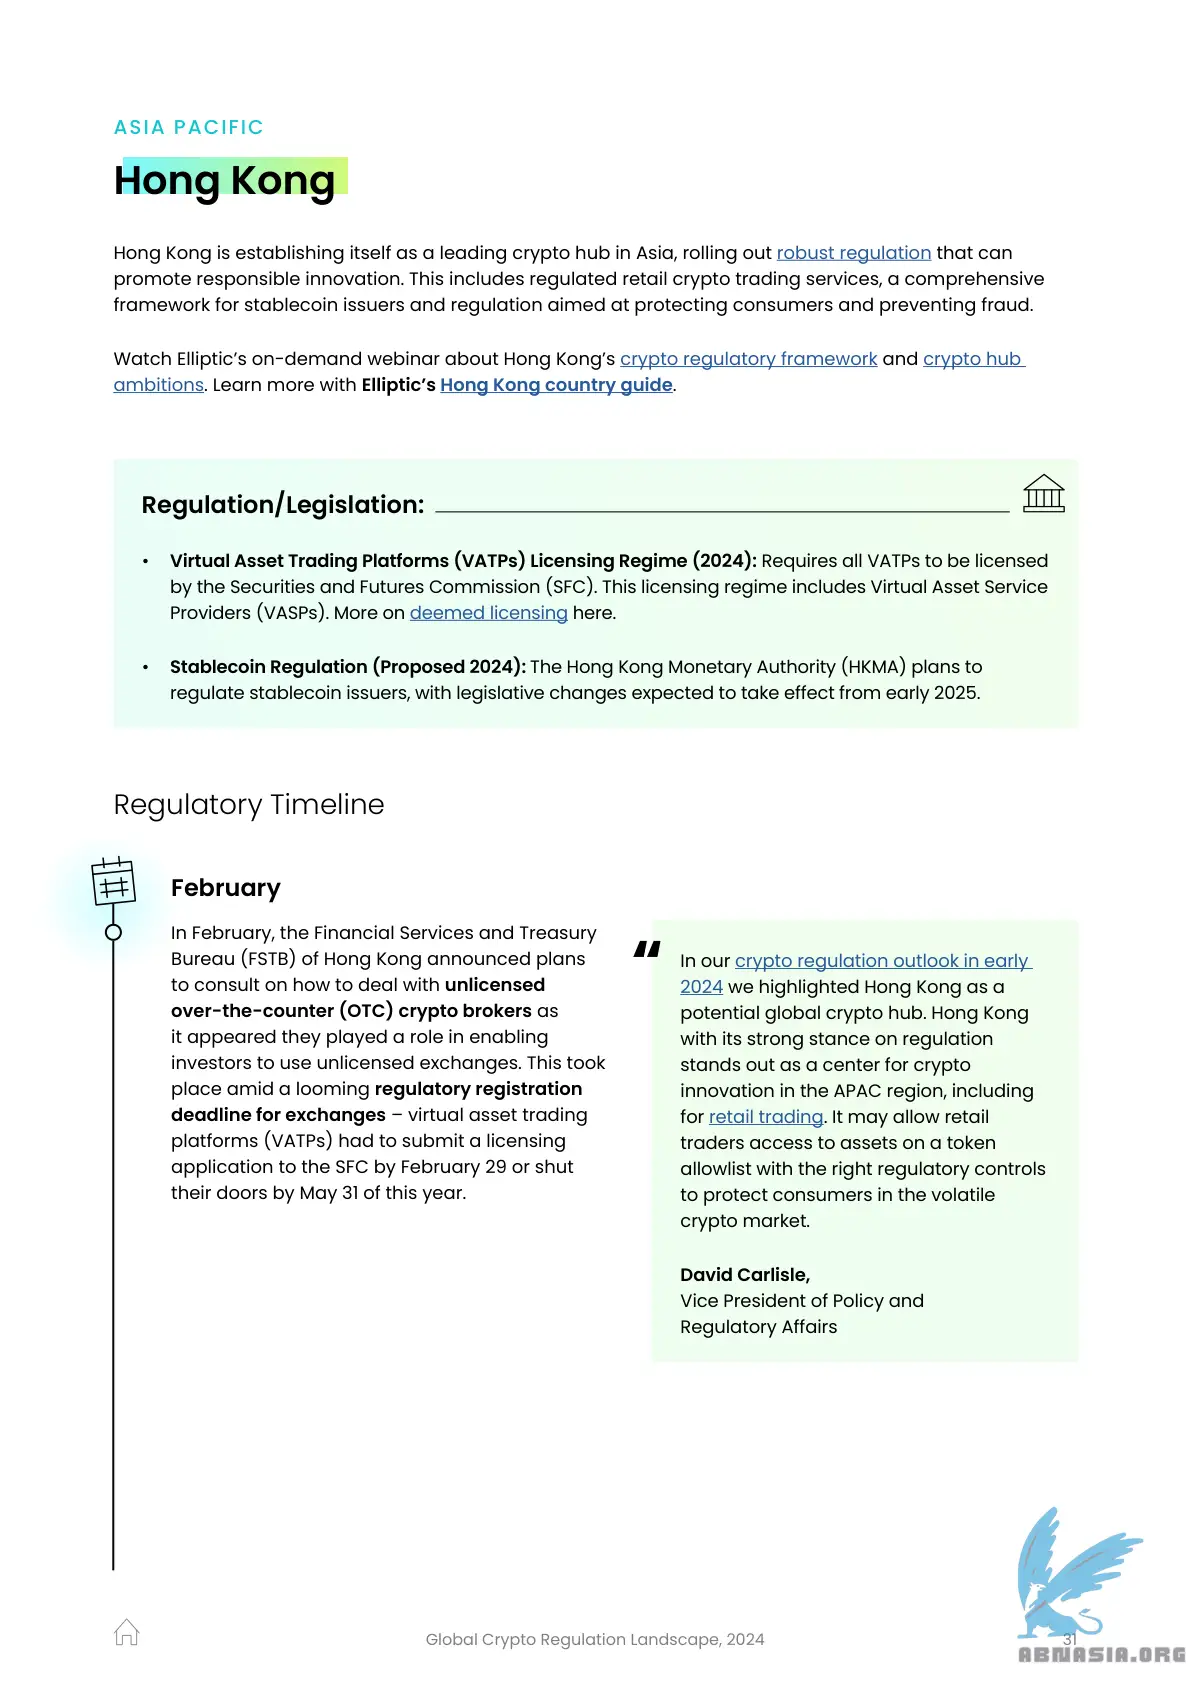 ASIA PACIFIC
Hong Kong
Hong Kong is establishing itself as a leading crypto hub in Asia, rolling out robust regulation that can
promote responsible innovation. This includes regulated retail crypto trading services, a comprehensive
framework for stablecoin issuers and regulation aimed at protecting consumers and preventing fraud.
Watch Elliptic’s on-demand webinar about Hong Kong’s crypto regulatory framework and crypto hub
ambitions. Learn more with Elliptic’s Hong Kong country guide.
Regulation/Legislation:
• Virtual Asset Trading Platforms (VATPs) Licensing Regime (2024): Requires all VATPs to be licensed
by the Securities and Futures Commission (SFC). This licensing regime includes Virtual Asset Service
Providers (VASPs). More on deemed licensing here.
• Stablecoin Regulation (Proposed 2024): The Hong Kong Monetary Authority (HKMA) plans to
regulate stablecoin issuers, with legislative changes expected to take effect from early 2025.
Regulatory Timeline
February
In February, the Financial Services and Treasury
Bureau (FSTB) of Hong Kong announced plans
to consult on how to deal with unlicensed
over-the-counter (OTC) crypto brokers as
it appeared they played a role in enabling
investors to use unlicensed exchanges. This took
place amid a looming regulatory registration
deadline for exchanges – virtual asset trading
platforms (VATPs) had to submit a licensing
application to the SFC by February 29 or shut
their doors by May 31 of this year.
“
In our crypto regulation outlook in early
2024 we highlighted Hong Kong as a
potential global crypto hub. Hong Kong
with its strong stance on regulation
stands out as a center for crypto
innovation in the APAC region, including
for retail trading. It may allow retail
traders access to assets on a token
allowlist with the right regulatory controls
to protect consumers in the volatile
crypto market.
David Carlisle,
Vice President of Policy and
Regulatory Affairs
Global Crypto Regulation Landscape, 2024
31
ABNASIA.ORG